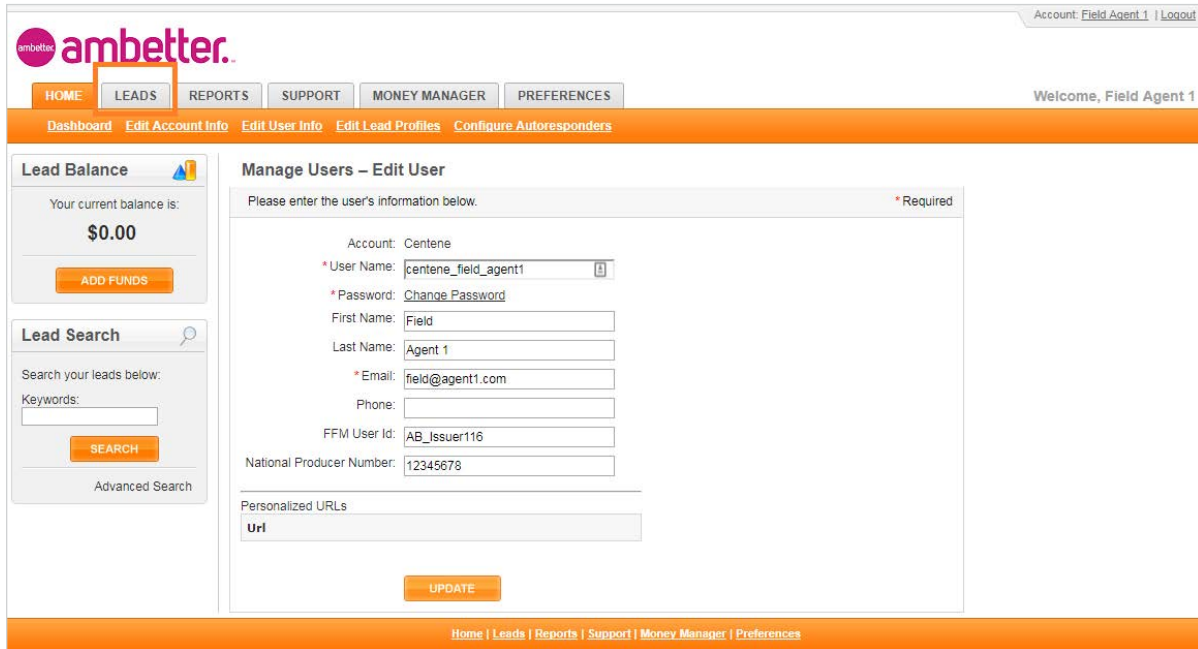 Account: Field Agent 1 | Logout
ambetter ambetter.
HOME LEADS REPORTS SUPPORT MONEY MANAGER PREFERENCES
Welcome, Field Agent 1
Dashboard Edit Account Info Edit User Info Edit Lead Profiles Configure Autoresponders
Lead Balance
Your current balance is:
$0.00
ADD FUNDS
Lead Search
Search your leads below:
Keywords:
SEARCH
Advanced Search
Manage Users – Edit User
Please enter the user's information below. * Required
Account: Centene
* User Name: centene_field_agent1
* Password: Change Password
First Name: Field
Last Name: Agent 1
* Email: field@agent1.com
Phone:
FFM User Id: AB_Issuer116
National Producer Number: 12345678
Personalized URLs
Url
UPDATE
Home | Leads | Reports | Support | Money Manager | Preferences